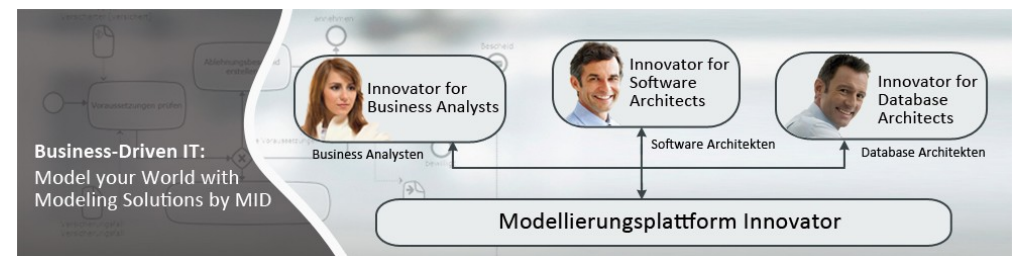 annehmen
Bescheid
Voraussetzungen prüfen
Innovator for
Business Analysts
Innovator for
Software
Architects
Innovator for
Database
Architects
Business Analysten
Software Architekten
Database Architekten
Business-Driven IT:
Model your World with
Modeling Solutions by MID
Modellierungsplattform Innovator